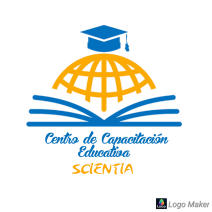 Centro de Capacitación
Educativa
SCIENTIA
Logo Maker